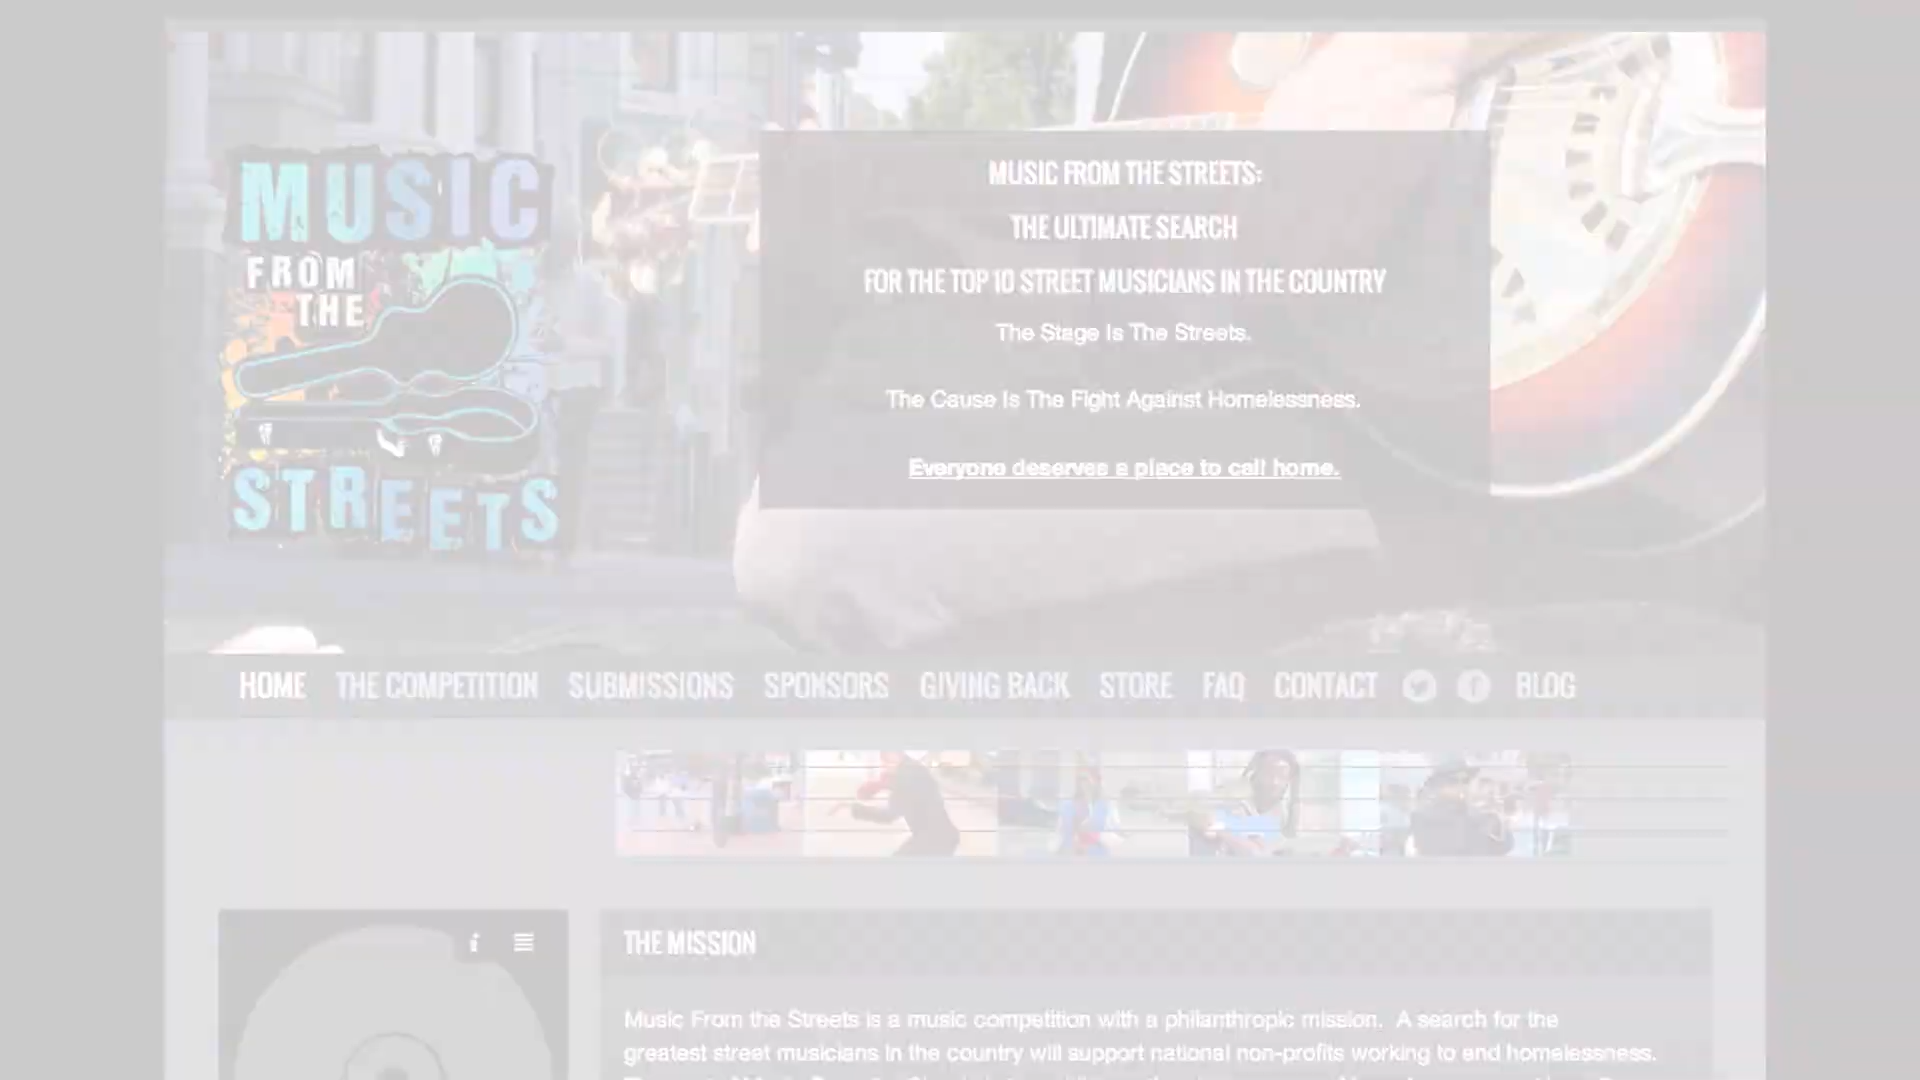 MUSIC
FROM
THE
STREETS
MUSIC FROM THE STREETS:
THE ULTIMATE SEARCH
FOR THE TOP 10 STREET MUSICIANS IN THE COUNTRY
The Stage Is The Streets.
The Cause Is The Fight Against Homelessness.
Everyone deserves a place to call home.
HOME THE COMPETITION SUBMISSIONS SPONSORS GIVING BACK STORE FAQ CONTACT BLOG
THE MISSION
Music From the Streets is a music competition with a philanthropic mission. A search for the
greatest street musicians in the country will support national non-profits working to end homelessness.